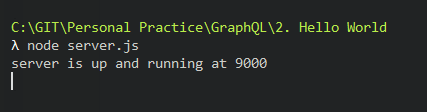 C:\GIT\Personal Practice\GraphQL\2. Hello World
λ node server.js
server is up and running at 9000